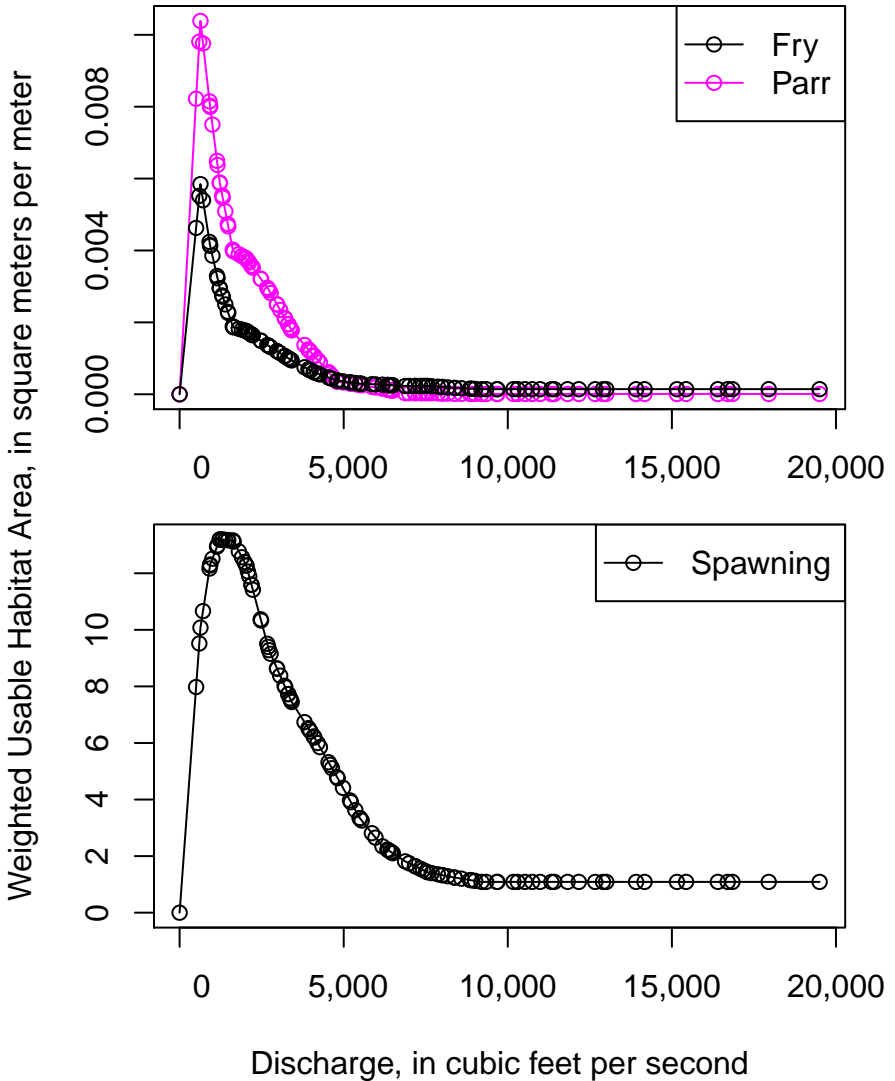 Weighted Usable Habitat Area, in square meters per meter
0.008
0.004
0.000
Fry
Parr
0 5,000 10,000 15,000 20,000
Spawning
10
8
6
4
2
0
0 5,000 10,000 15,000 20,000
Discharge, in cubic feet per second